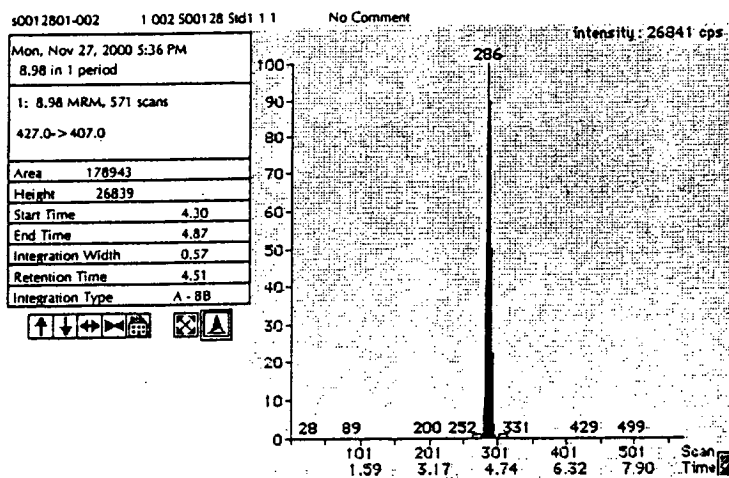 s0012801-002 1 002 S00128 Std1 1 1 No Comment
Mon, Nov 27, 2000 5:36 PM
8.98 in 1 period
1: 8.98 MRM, 571 scans
427.0-> 407.0
Area 178943
Height 26839
Start Time 4.30
End Time 4.87
Integration Width 0.57
Retention Time 4.51
Integration Type A - BB
intensity: 26841 cps
286
100
90
80
70
60
50
40
30
20
10
0
28 89 200 252 331 429 499
101 201 301 401 501 Scan
1.59 3.17 4.74 6.32 7.90 Time